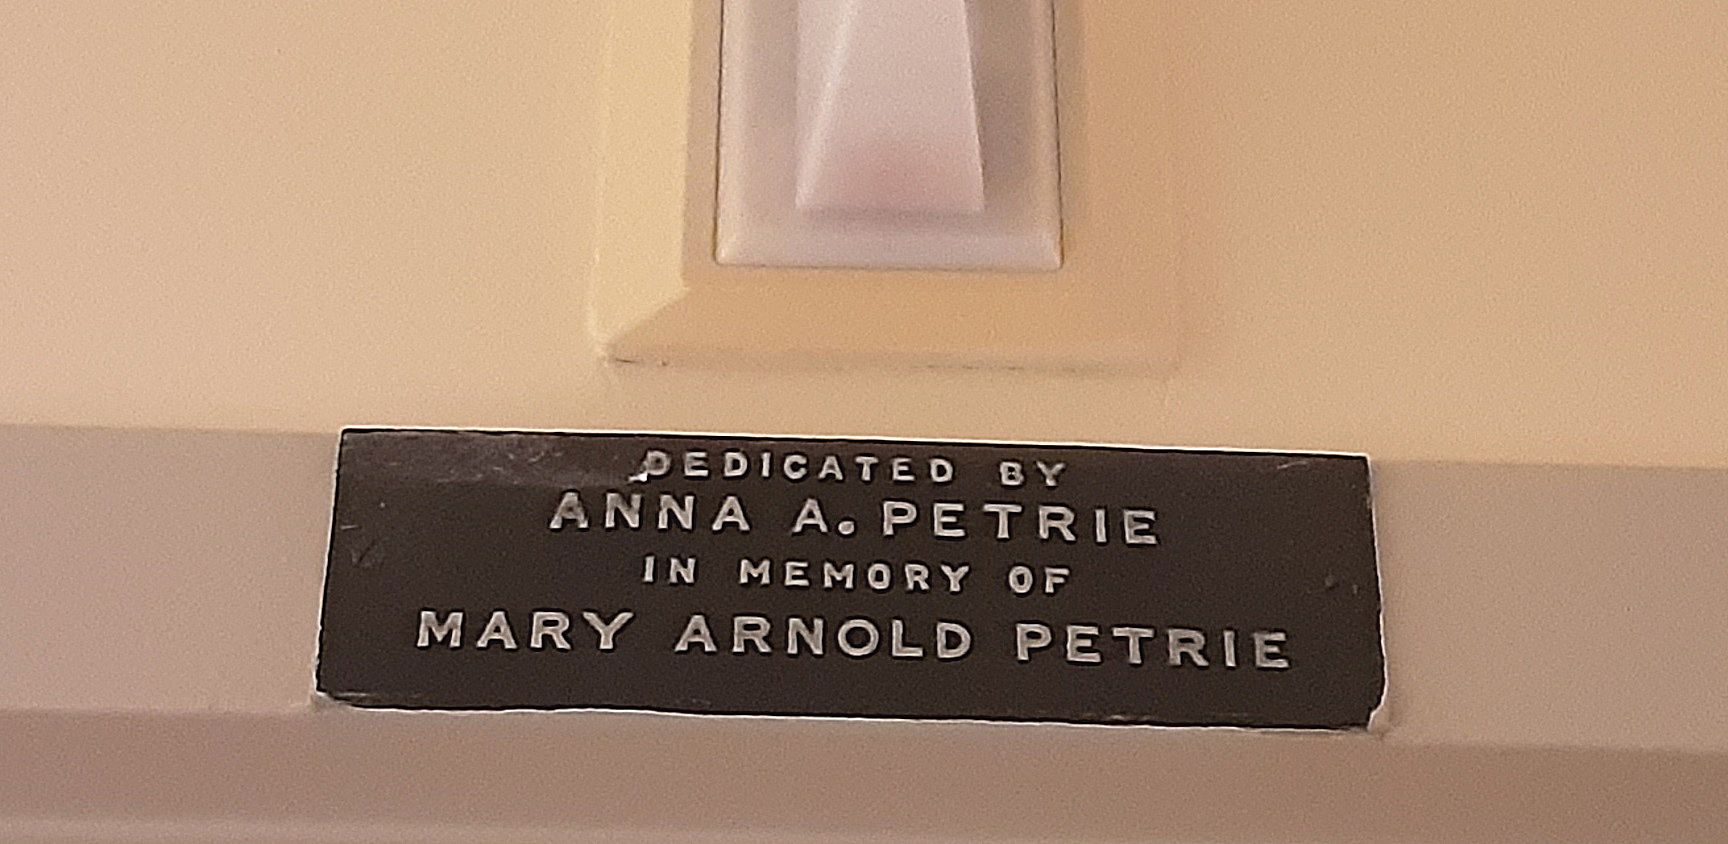 DEDICATED BY
ANNA A. PETRIE
IN MEMORY OF
MARY ARNOLD PETRIE